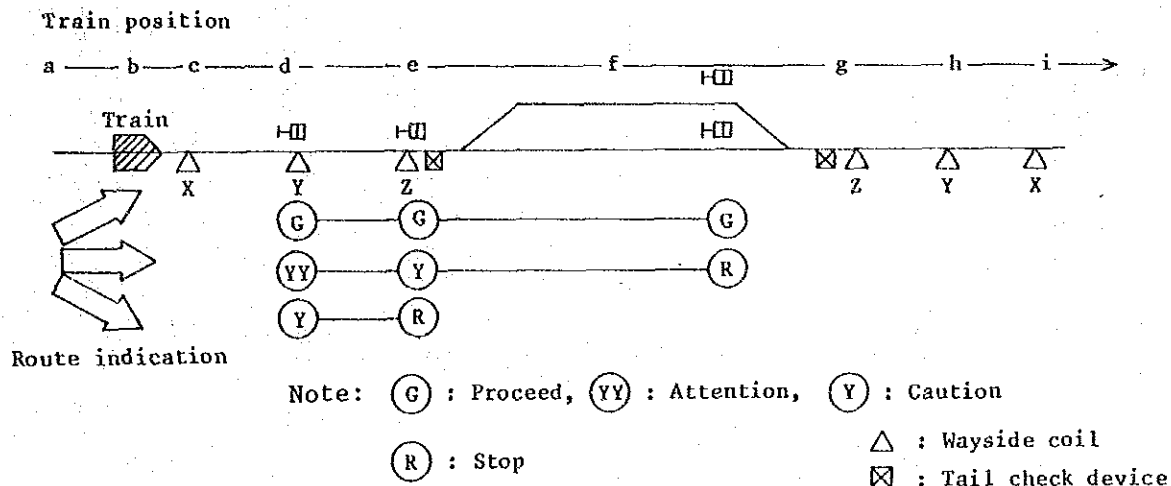 Train position
a b c d e f g h i
Train
X Y Z Z Y X
G G G
YY Y R
Y R
Route indication
Note: G : Proceed, YY : Attention, Y : Caution
R : Stop
: Wayside coil
: Tail check device